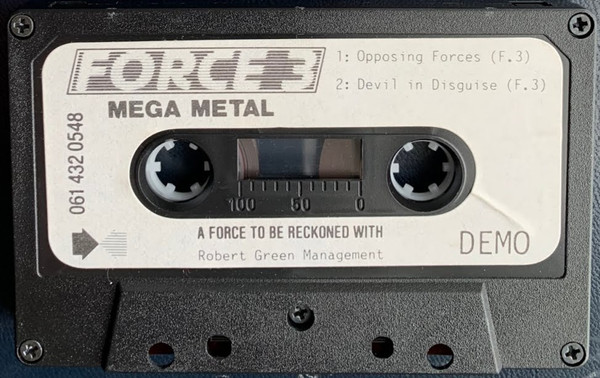 FORCE 3
MEGA METAL
1: Opposing Forces (F.3)
2: Devil in Disguise (F.3)
061 432 0548
100 50 0
A FORCE TO BE RECKONED WITH
Robert Green Management
DEMO